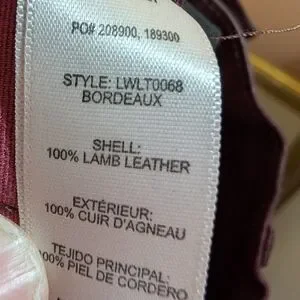 PO# 208900, 189300
STYLE: LWLT0068
BORDEAUX
SHELL:
100% LAMB LEATHER
EXTÉRIEUR:
100% CUIR D'AGNEAU
TEJIDO PRINCIPAL:
100% PIEL DE CORDERO